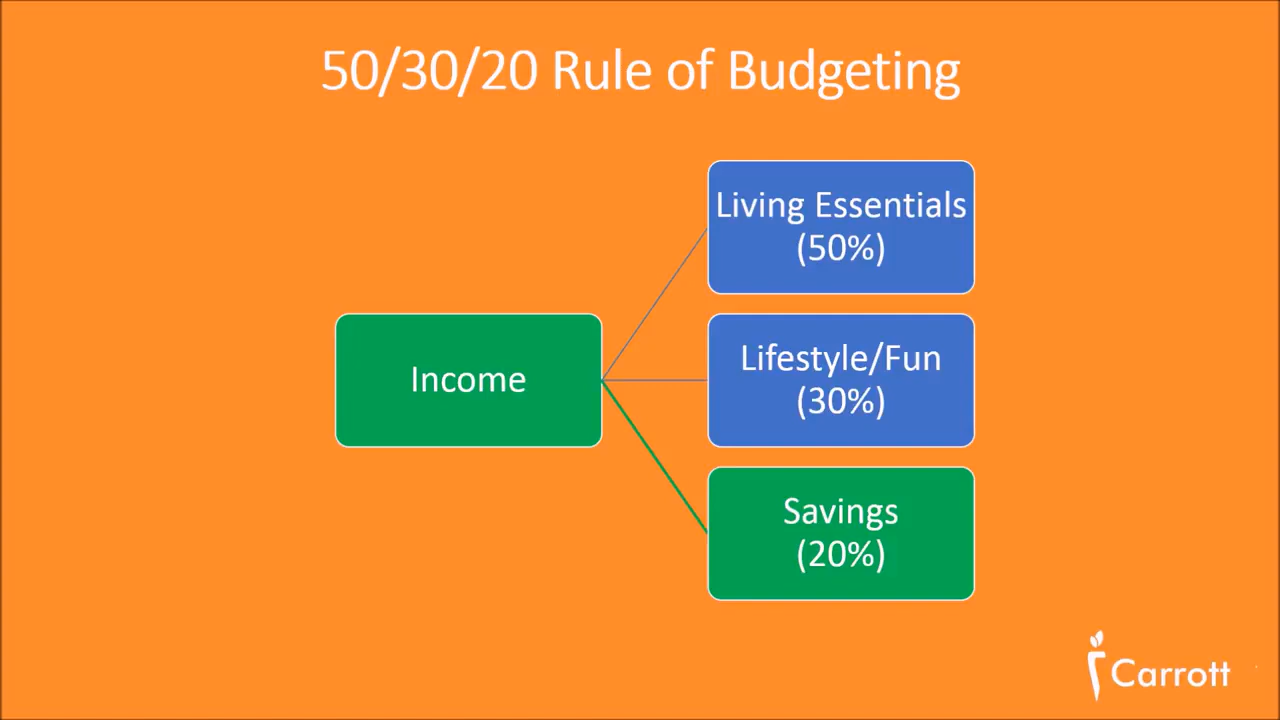 50/30/20 Rule of Budgeting
Living Essentials
(50%)
Income
Lifestyle/Fun
(30%)
Savings
(20%)
Carrott